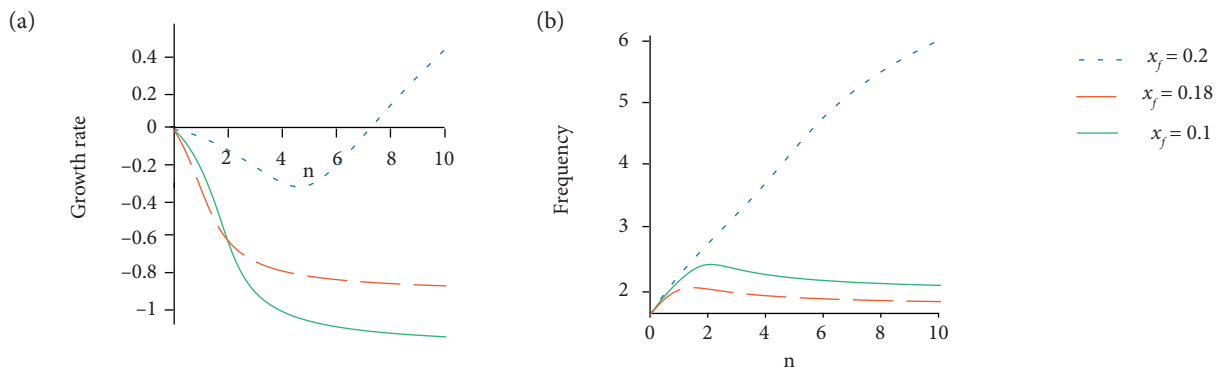 (a)
Growth rate
0.4
0.2
0
−0.2
−0.4
−0.6
−0.8
−1
2 4 6 8 10
n
(b)
Frequency
6
5
4
3
2
0 2 4 6 8 10
n
x_f = 0.2
x_f = 0.18
x_f = 0.1